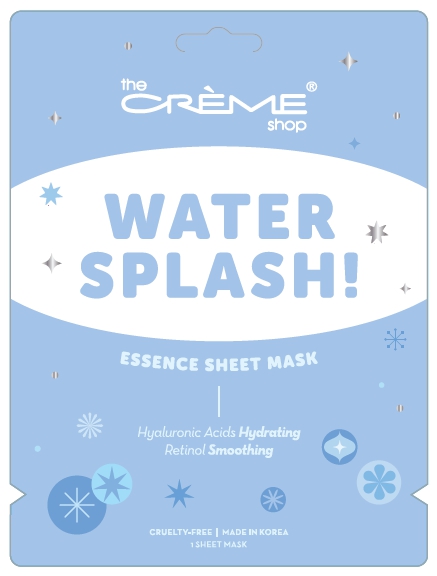 the
CRÈME®
shop
WATER
SPLASH!
ESSENCE SHEET MASK
Hyaluronic Acids Hydrating
Retinol Smoothing
CRUELTY-FREE | MADE IN KOREA
1 SHEET MASK